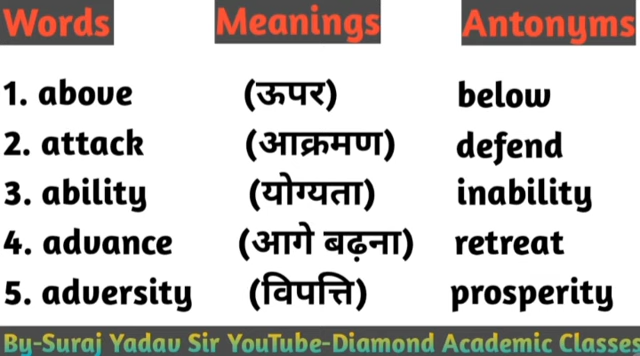 Words Meanings Antonyms
1. above (ऊपर) below
2. attack (आक्रमण) defend
3. ability (योग्यता) inability
4. advance (आगे बढ़ना) retreat
5. adversity (विपत्ति) prosperity
By-Suraj Yadav Sir YouTube-Diamond Academic Classes